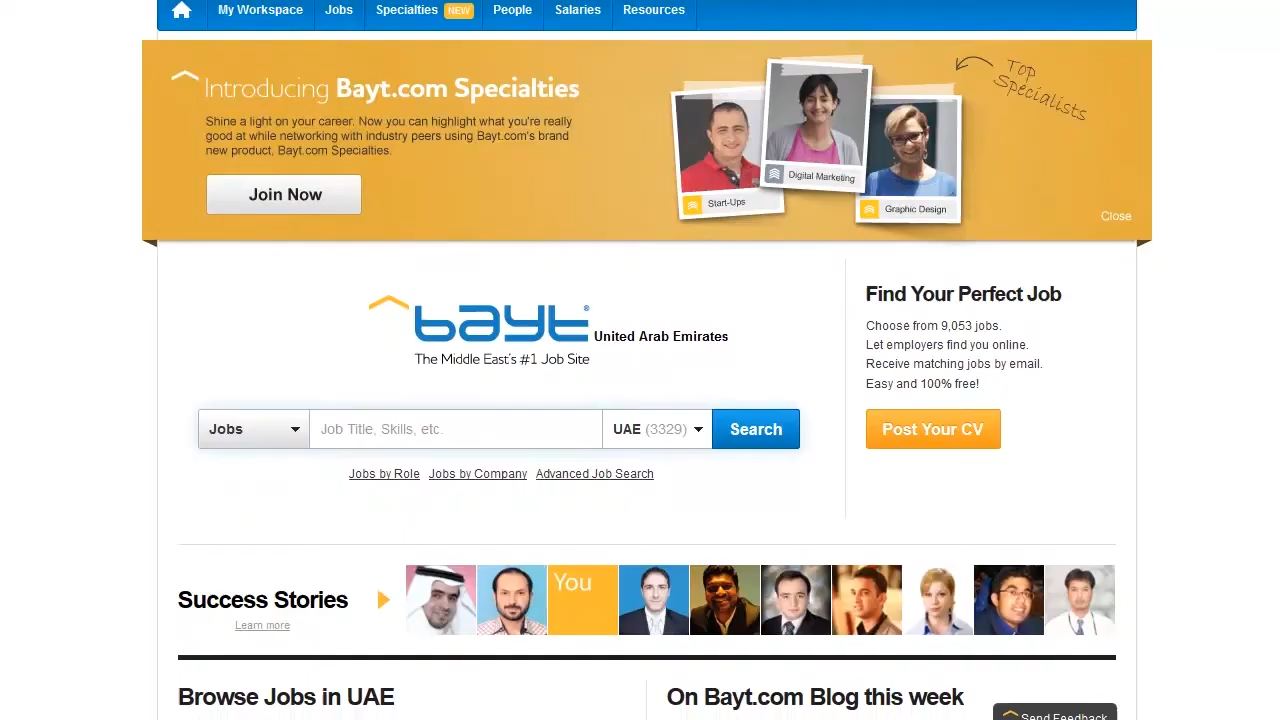 My Workspace Jobs Specialties NEW People Salaries Resources
Introducing Bayt.com Specialties
Shine a light on your career. Now you can highlight what you're really
good at while networking with industry peers using Bayt.com's brand
new product, Bayt.com Specialties.
Join Now
Top
Specialists
Start-Ups
Digital Marketing
Graphic Design
Close
bayt®
United Arab Emirates
The Middle East's #1 Job Site
Jobs Job Title, Skills, etc. UAE (3329) Search
Jobs by Role Jobs by Company Advanced Job Search
Find Your Perfect Job
Choose from 9,053 jobs.
Let employers find you online.
Receive matching jobs by email.
Easy and 100% free!
Post Your CV
Success Stories
Learn more
You
Browse Jobs in UAE
On Bayt.com Blog this week
Send Feedback